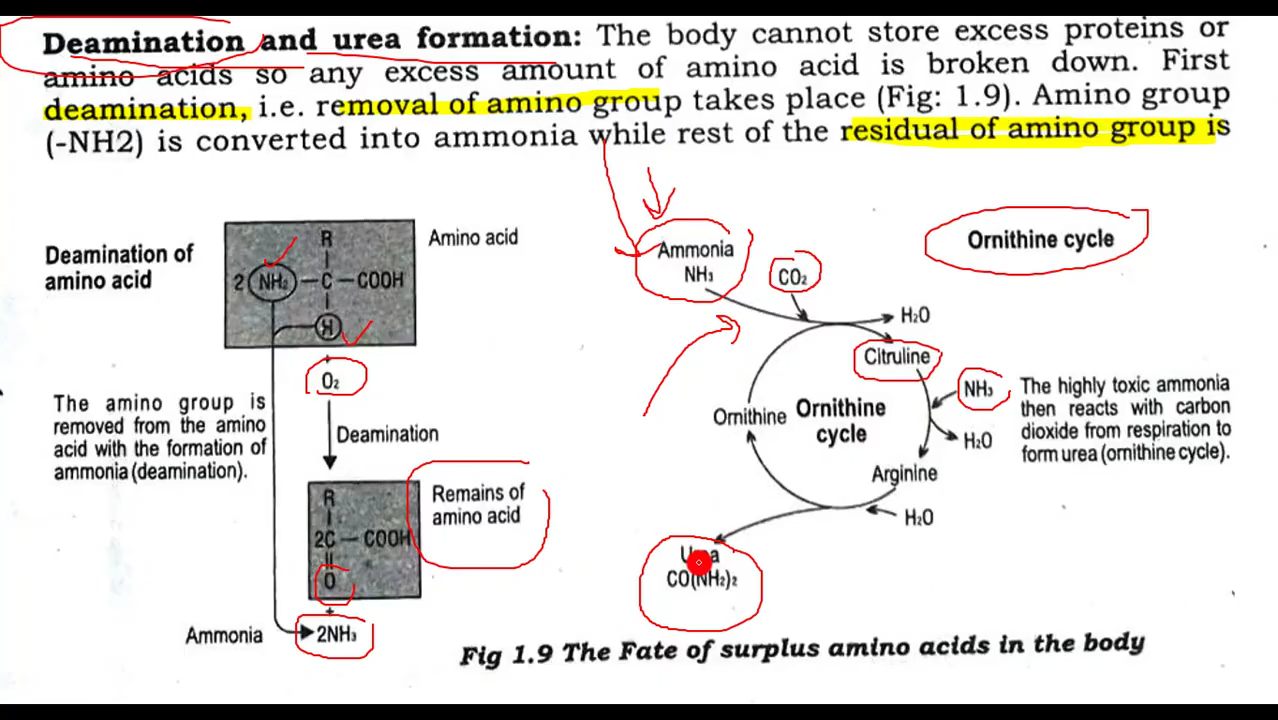 Deamination and urea formation: The body cannot store excess proteins or
amino acids so any excess amount of amino acid is broken down. First
deamination, i.e. removal of amino group takes place (Fig: 1.9). Amino group
(-NH2) is converted into ammonia while rest of the residual of amino group is
Deamination of
amino acid
R
2 NH₂ — C — COOH
H
Amino acid
+
O₂
The amino group is
removed from the amino
acid with the formation of
ammonia (deamination).
Deamination
R
2C — COOH
O
Remains of
amino acid
+
Ammonia
2NH₃
Ornithine cycle
Ammonia
NH₃
CO₂
H₂O
Citruline
NH₃
H₂O
Ornithine
Ornithine
cycle
Arginine
H₂O
Urea
CO(NH₂)₂
The highly toxic ammonia
then reacts with carbon
dioxide from respiration to
form urea (ornithine cycle).
Fig 1.9 The Fate of surplus amino acids in the body